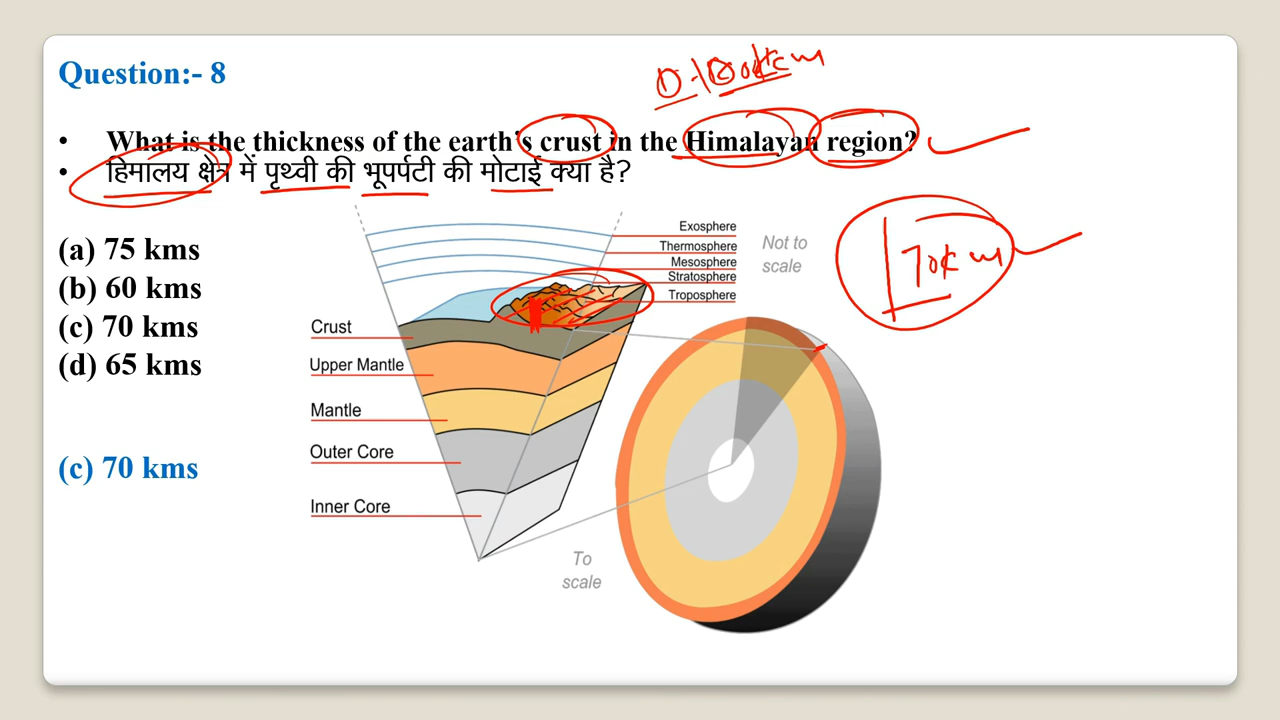 Question:- 8
• What is the thickness of the earth's crust in the Himalayan region?
• हिमालय क्षेत्र में पृथ्वी की भूपर्पटी की मोटाई क्या है?
(a) 75 kms
(b) 60 kms
(c) 70 kms
(d) 65 kms
(c) 70 kms
Exosphere
Thermosphere
Mesosphere
Stratosphere
Troposphere
Not to
scale
70km
Crust
Upper Mantle
Mantle
Outer Core
Inner Core
To
scale